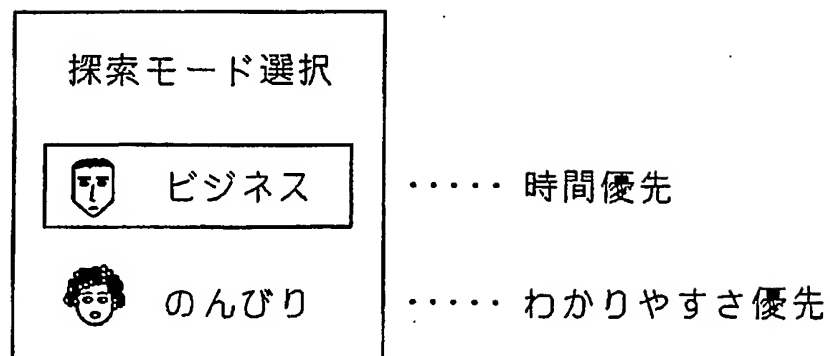 探索モード選択
ビジネス ・・・・・ 時間優先
のんびり ・・・・・ わかりやすさ優先